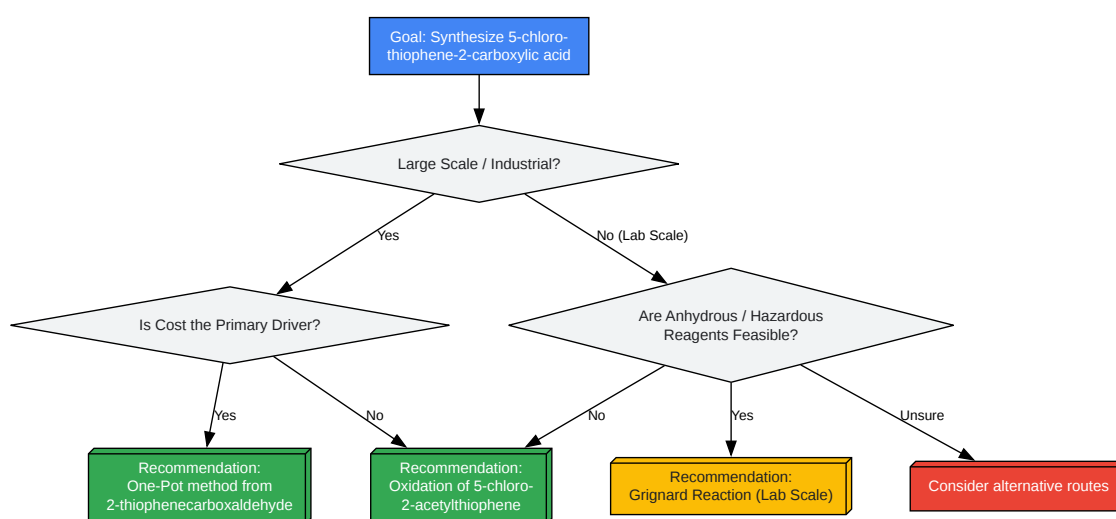 Goal: Synthesize 5-chloro-
thiophene-2-carboxylic acid
Large Scale / Industrial?
Yes
No (Lab Scale)
Is Cost the Primary Driver?
Are Anhydrous / Hazardous
Reagents Feasible?
Yes
No
No
Yes
Unsure
Recommendation:
One-Pot method from
2-thiophenecarboxaldehyde
Recommendation:
Oxidation of 5-chloro-
2-acetylthiophene
Recommendation:
Grignard Reaction (Lab Scale)
Consider alternative routes